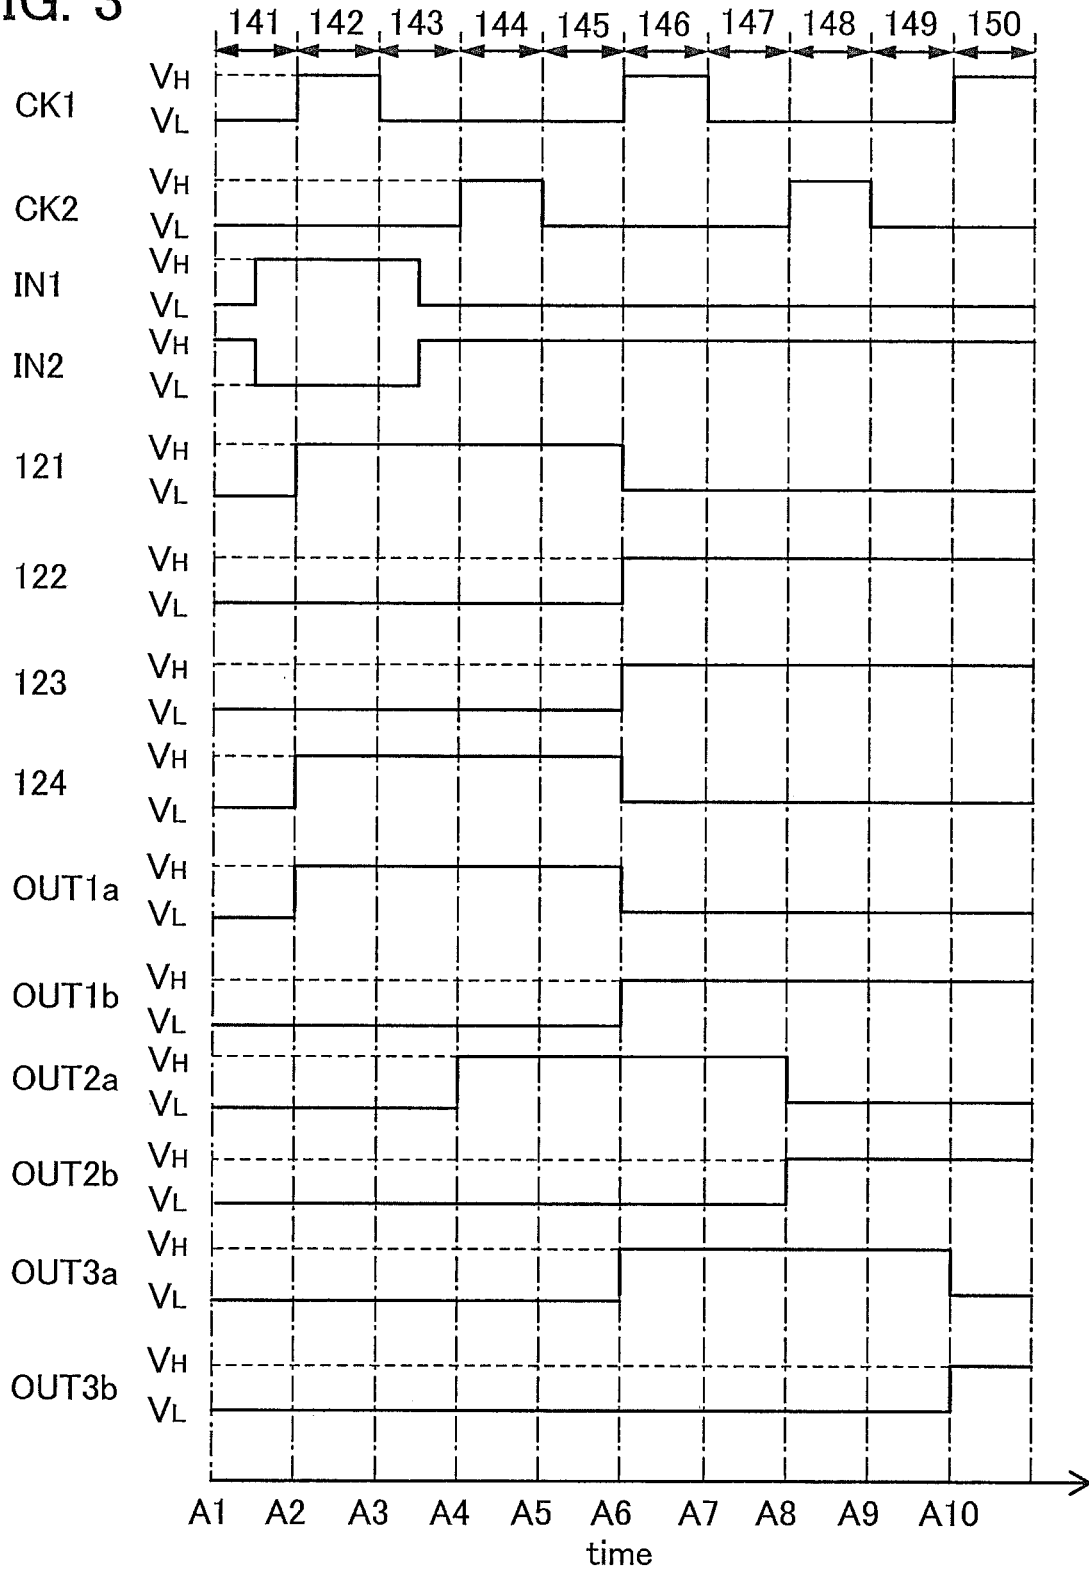 IG. 3
141 142 143 144 145 146 147 148 149 150
CK1 VH VL
CK2 VH VL
IN1 VH VL
IN2 VH VL
121 VH VL
122 VH VL
123 VH VL
124 VH VL
OUT1a VH VL
OUT1b VH VL
OUT2a VH VL
OUT2b VH VL
OUT3a VH VL
OUT3b VH VL
A1 A2 A3 A4 A5 A6 A7 A8 A9 A10
time